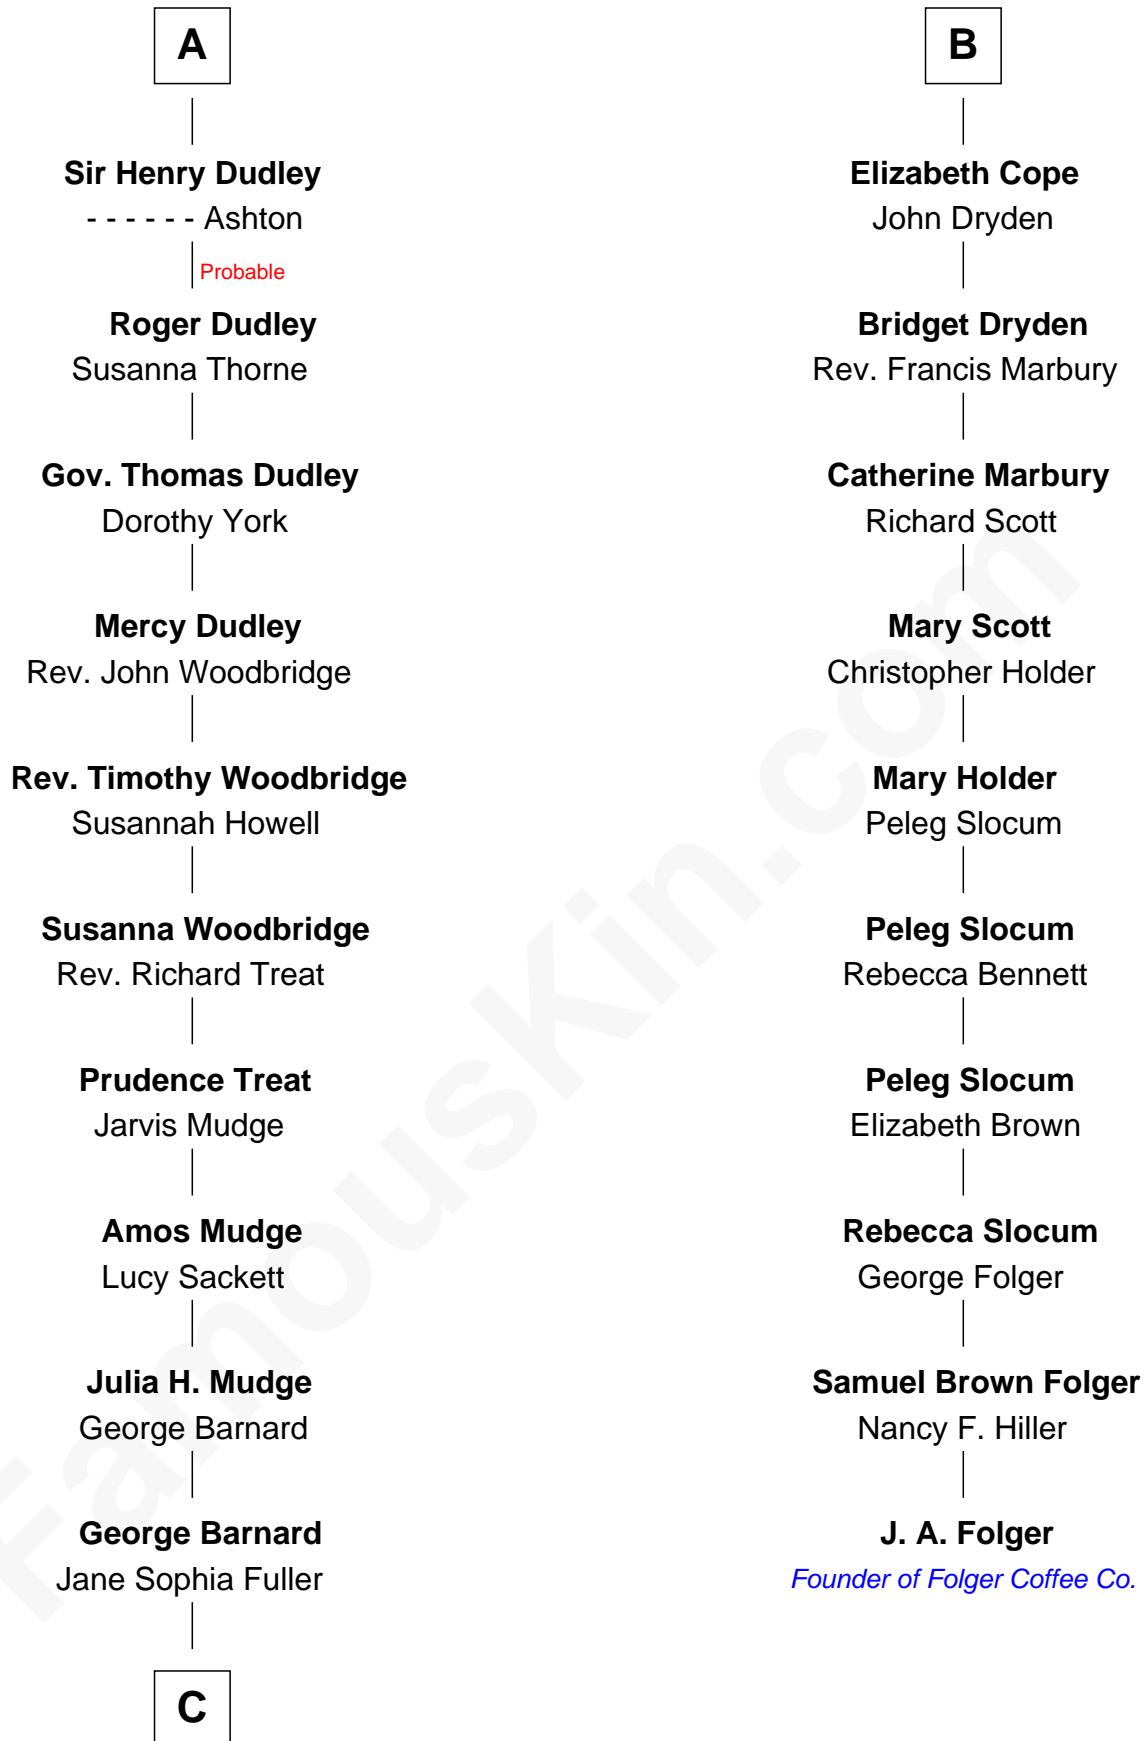 A
Sir Henry Dudley
- - - - - - Ashton
Probable
Roger Dudley
Susanna Thorne
Gov. Thomas Dudley
Dorothy York
Mercy Dudley
Rev. John Woodbridge
Rev. Timothy Woodbridge
Susannah Howell
Susanna Woodbridge
Rev. Richard Treat
Prudence Treat
Jarvis Mudge
Amos Mudge
Lucy Sackett
Julia H. Mudge
George Barnard
George Barnard
Jane Sophia Fuller
C
B
Elizabeth Cope
John Dryden
Bridget Dryden
Rev. Francis Marbury
Catherine Marbury
Richard Scott
Mary Scott
Christopher Holder
Mary Holder
Peleg Slocum
Peleg Slocum
Rebecca Bennett
Peleg Slocum
Elizabeth Brown
Rebecca Slocum
George Folger
Samuel Brown Folger
Nancy F. Hiller
J. A. Folger
Founder of Folger Coffee Co.
FamousKin.com